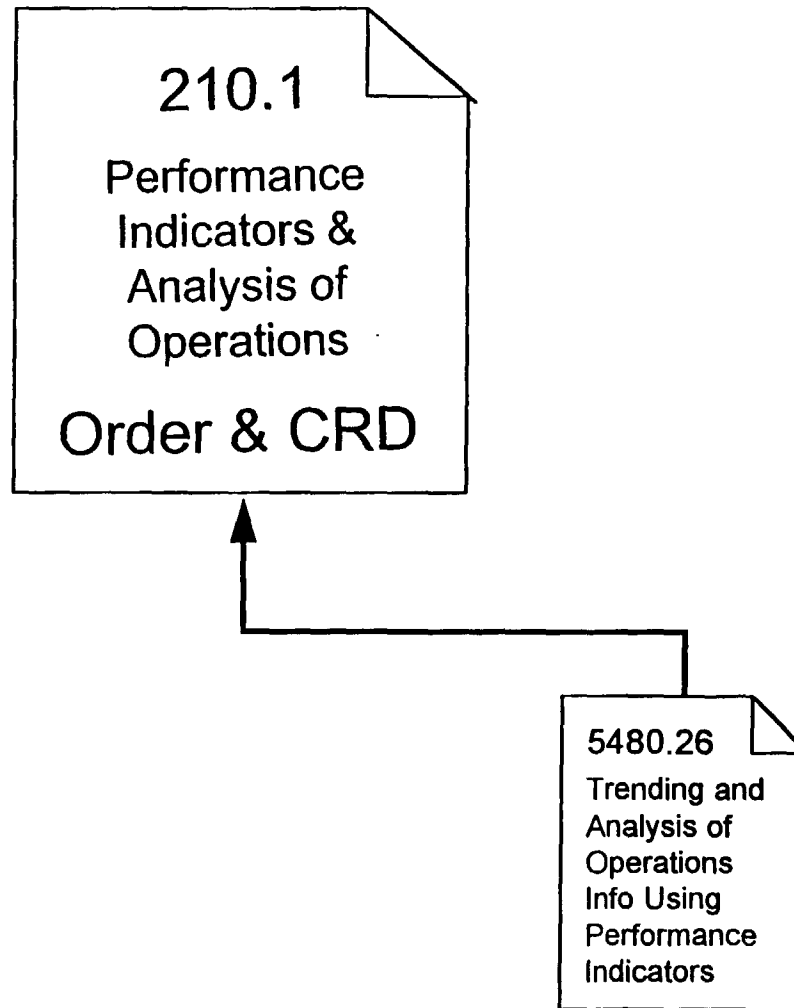 210.1
Performance
Indicators &
Analysis of
Operations
Order & CRD
5480.26
Trending and
Analysis of
Operations
Info Using
Performance
Indicators